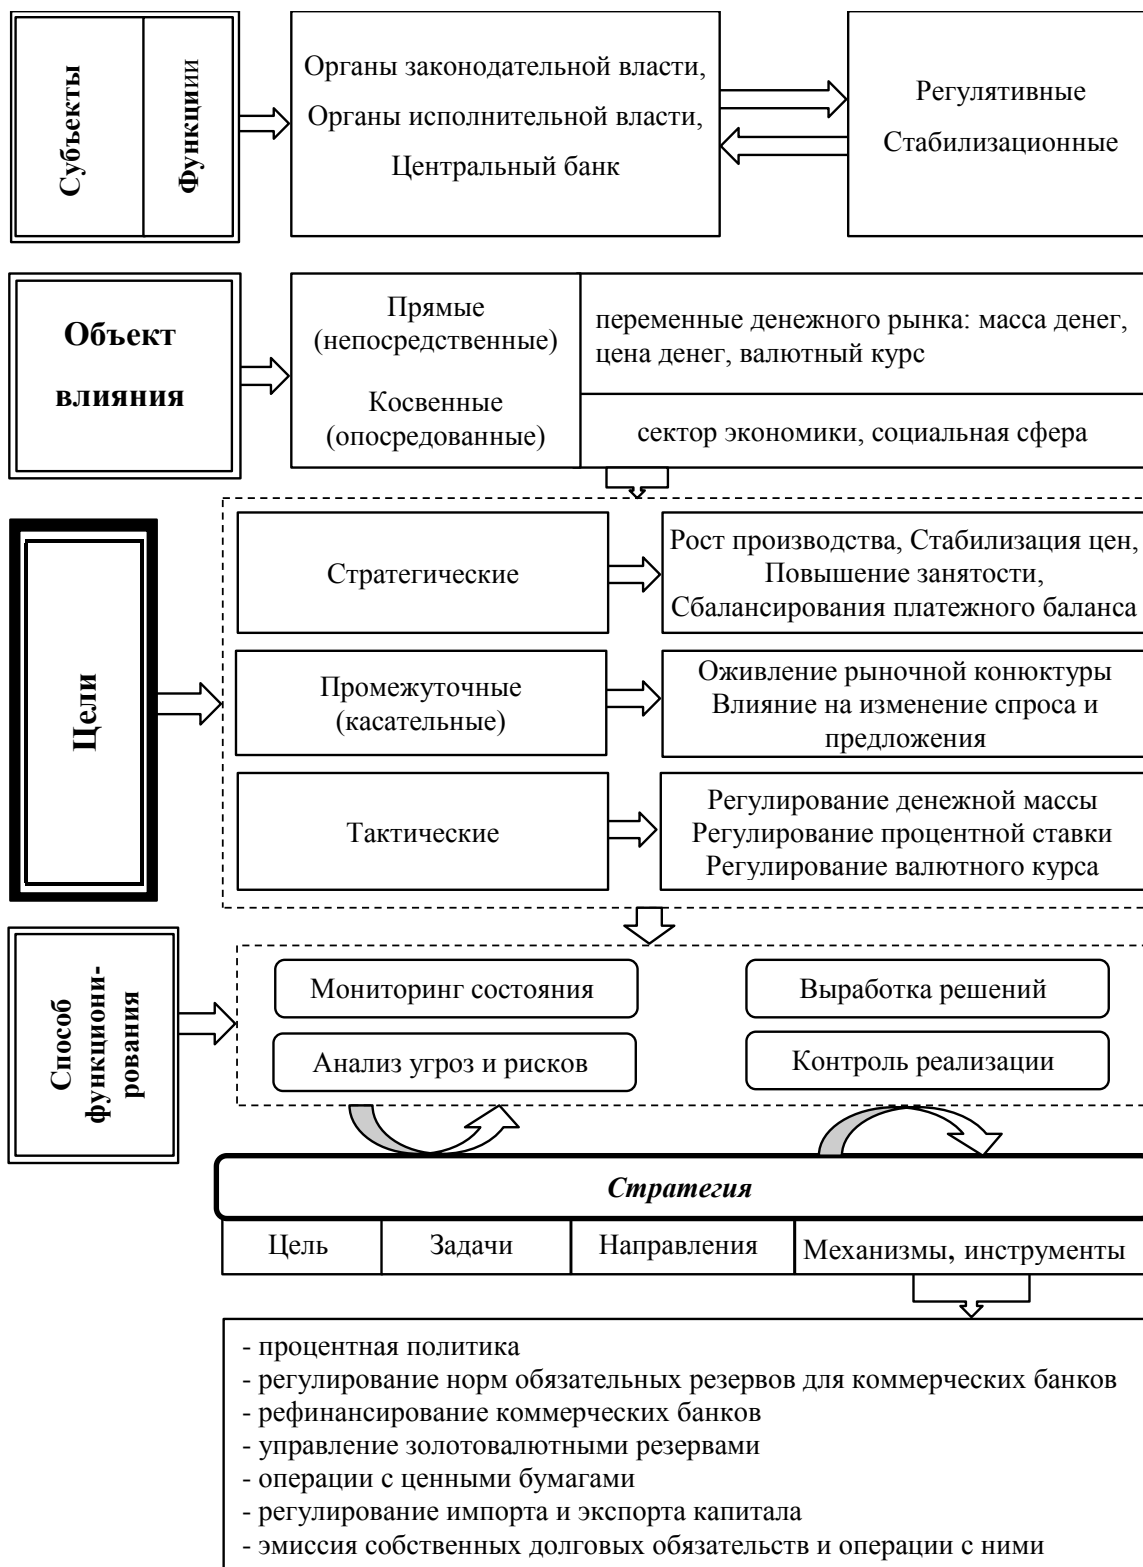 Субъекты
Функциии
Органы законодательной власти,
Органы исполнительной власти,
Центральный банк
Регулятивные
Стабилизационные
Объект
влияния
Прямые
(непосредственные)
Косвенные
(опосредованные)
переменные денежного рынка: масса денег,
цена денег, валютный курс
сектор экономики, социальная сфера
Цели
Стратегические
Рост производства, Стабилизация цен,
Повышение занятости,
Сбалансирования платежного баланса
Промежуточные
(касательные)
Оживление рыночной конюктуры
Влияние на изменение спроса и
предложения
Тактические
Регулирование денежной массы
Регулирование процентной ставки
Регулирование валютного курса
Способ
функциони-
рования
Мониторинг состояния
Выработка решений
Анализ угроз и рисков
Контроль реализации
Стратегия
Цель
Задачи
Направления
Механизмы, инструменты
- процентная политика
- регулирование норм обязательных резервов для коммерческих банков
- рефинансирование коммерческих банков
- управление золотовалютными резервами
- операции с ценными бумагами
- регулирование импорта и экспорта капитала
- эмиссия собственных долговых обязательств и операции с ними